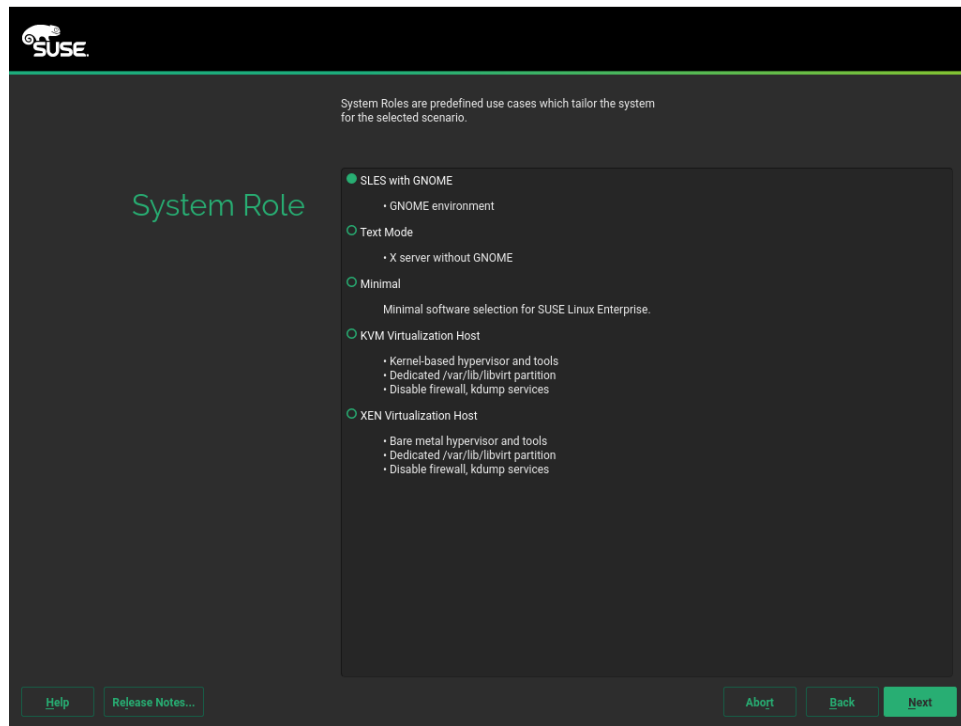 SUSE.
System Roles are predefined use cases which tailor the system
for the selected scenario.
System Role
SLES with GNOME
• GNOME environment
Text Mode
• X server without GNOME
Minimal
Minimal software selection for SUSE Linux Enterprise.
KVM Virtualization Host
• Kernel-based hypervisor and tools
• Dedicated /var/lib/libvirt partition
• Disable firewall, kdump services
XEN Virtualization Host
• Bare metal hypervisor and tools
• Dedicated /var/lib/libvirt partition
• Disable firewall, kdump services
Help Release Notes... Abort Back Next